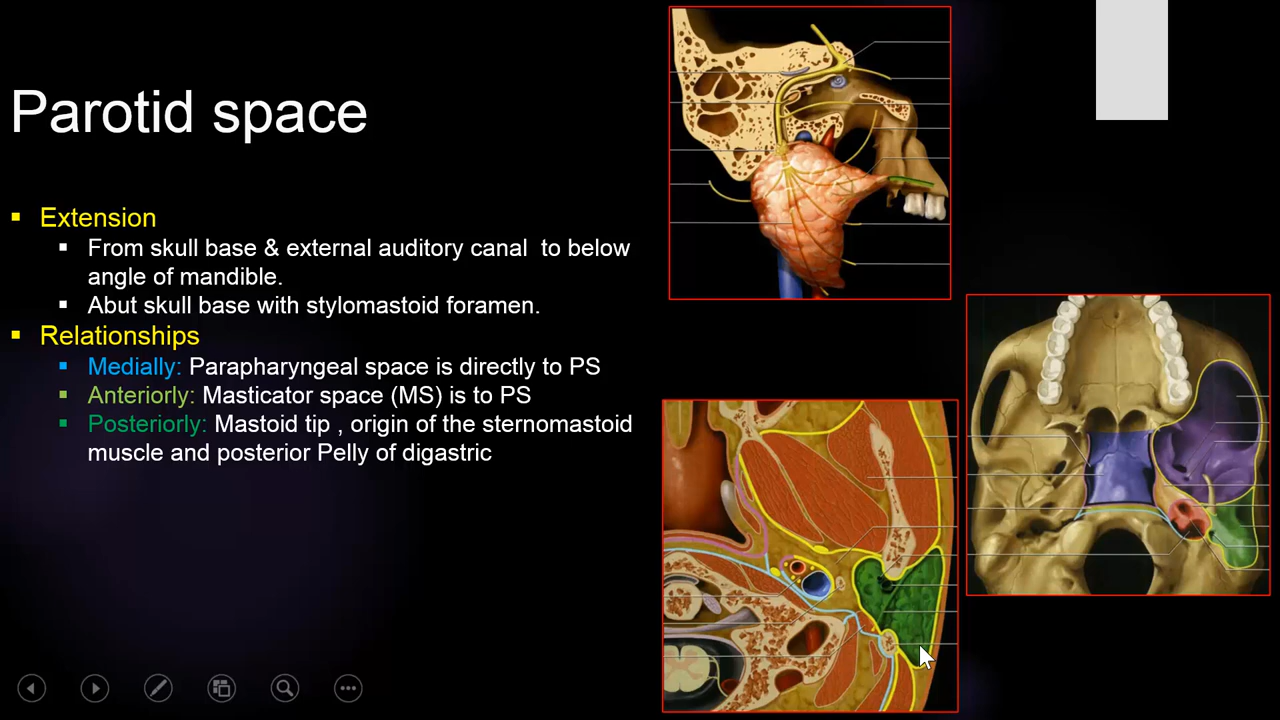 Parotid space
Extension
From skull base & external auditory canal to below
angle of mandible.
Abut skull base with stylomastoid foramen.
Relationships
Medially: Parapharyngeal space is directly to PS
Anteriorly: Masticator space (MS) is to PS
Posteriorly: Mastoid tip , origin of the sternomastoid
muscle and posterior Pelly of digastric